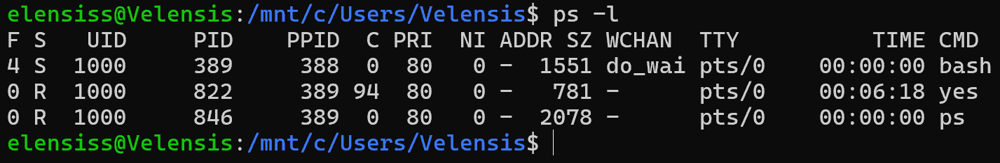 elensiss@Velensis:/mnt/c/Users/Velensis$ ps -l
F S   UID     PID    PPID  C PRI  NI ADDR SZ WCHAN  TTY          TIME CMD
4 S  1000     389     388  0  80   0 -  1551 do_wai pts/0    00:00:00 bash
0 R  1000     822     389 94  80   0 -   781 -      pts/0    00:06:18 yes
0 R  1000     846     389  0  80   0 -  2078 -      pts/0    00:00:00 ps
elensiss@Velensis:/mnt/c/Users/Velensis$